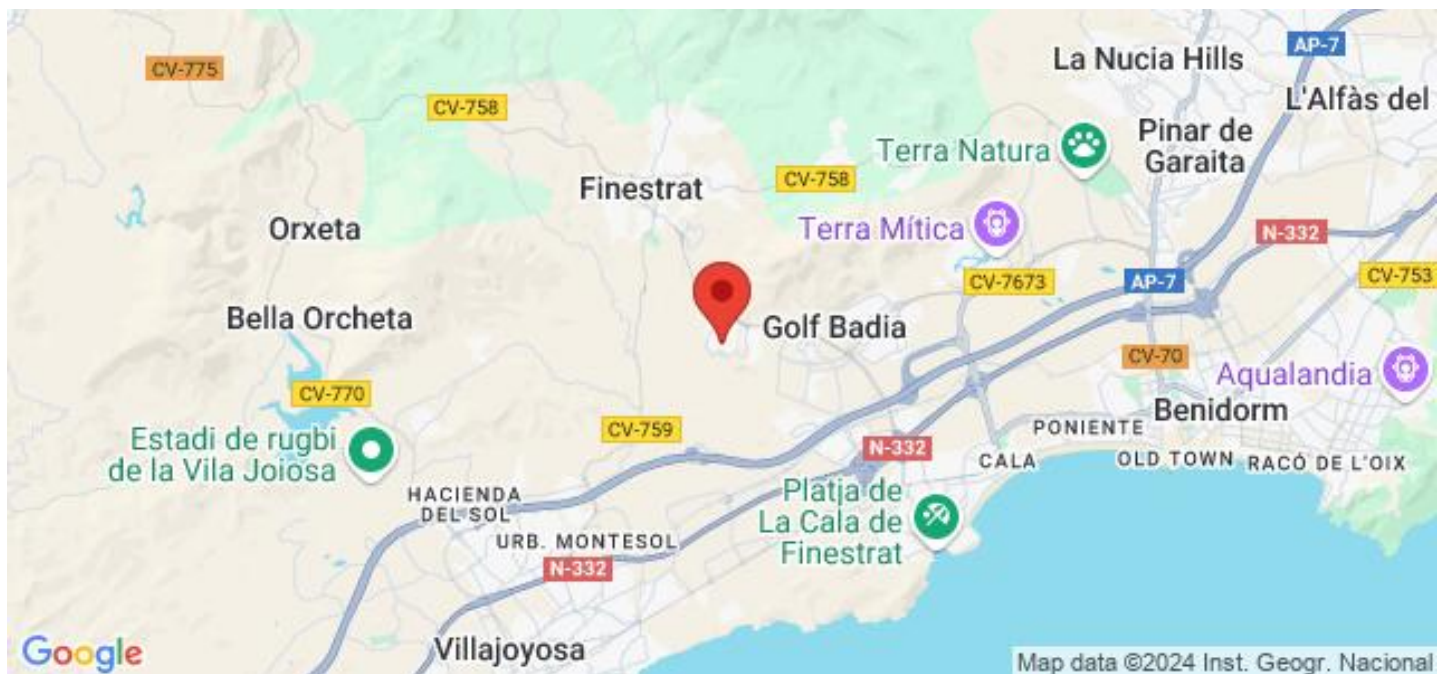 La Nucia Hills
AP-7
CV-775
L'Alfàs del
CV-758
Pinar de
Garaita
Terra Natura
CV-758
Finestrat
Orxeta
Terra Mítica
N-332
CV-7673
AP-7
CV-753
Bella Orcheta
Golf Badia
CV-70
Aqualandia
CV-770
Benidorm
CV-759
PONIENTE
Estadi de rugbi
de la Vila Joiosa
N-332
CALA
OLD TOWN
RACÓ DE L'OIX
HACIENDA
DEL SOL
Platja de
La Cala de
Finestrat
URB. MONTESOL
N-332
Villajoyosa
Google
Map data ©2024 Inst. Geogr. Nacional